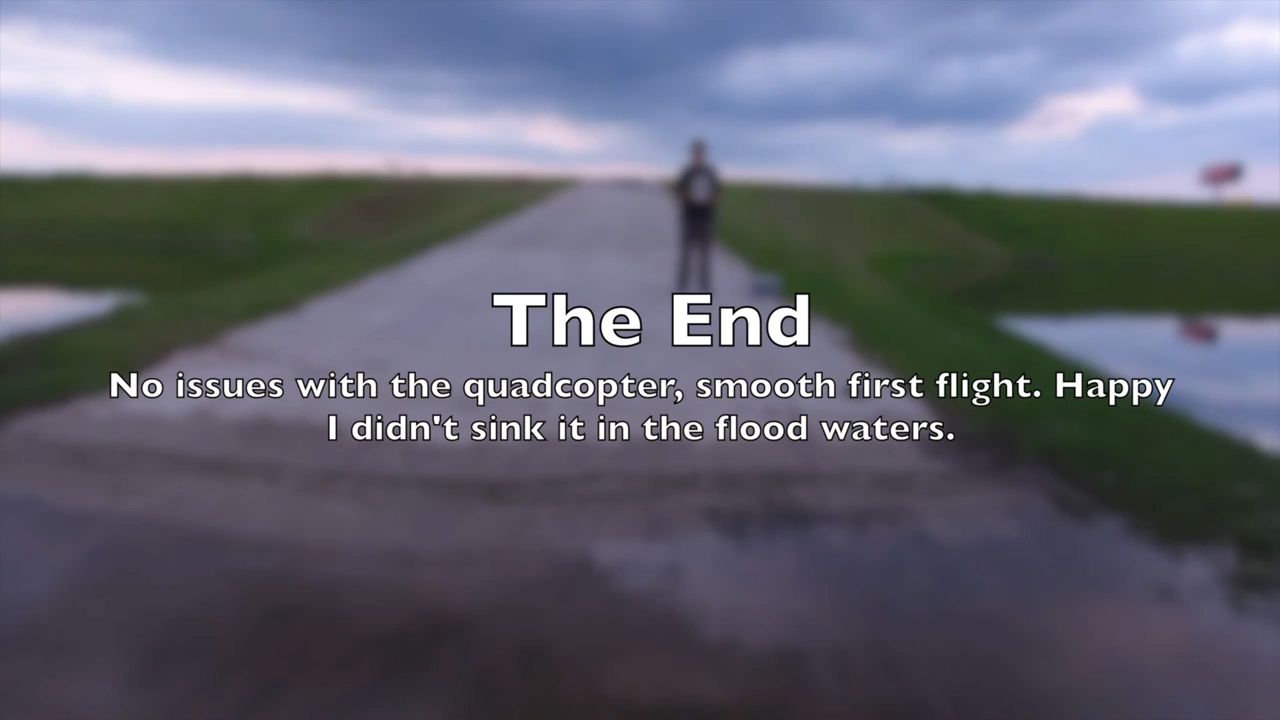 The End
No issues with the quadcopter, smooth first flight. Happy
I didn't sink it in the flood waters.